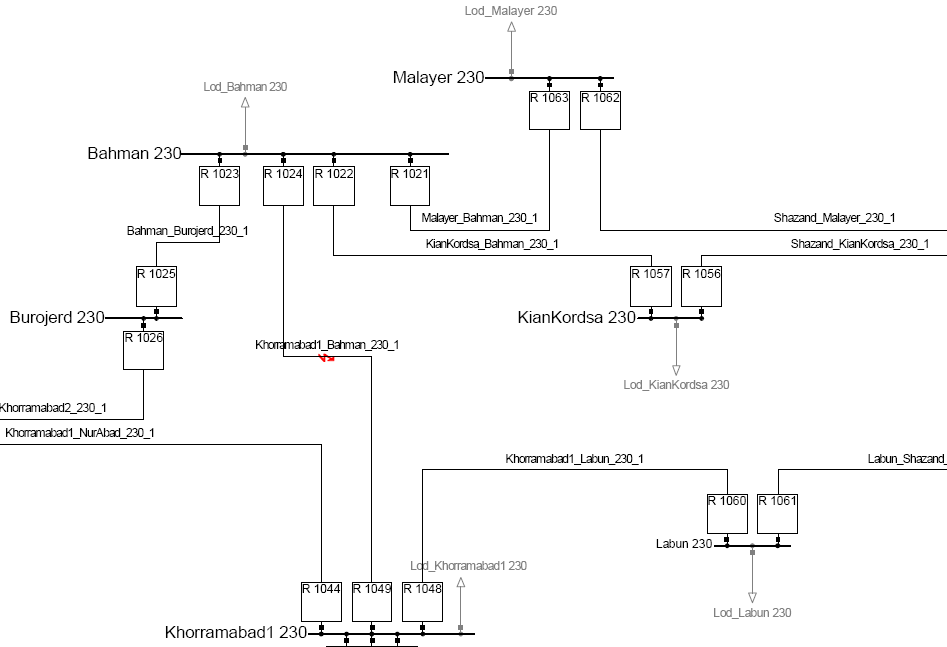 Lod_Malayer 230
Malayer 230
Lod_Bahman 230
R 1063
R 1062
Bahman 230
R 1023
R 1024
R 1022
R 1021
Malayer_Bahman_230_1
Shazand_Malayer_230_1
Bahman_Burojerd_230_1
KianKordsa_Bahman_230_1
Shazand_KianKordsa_230_1
R 1025
R 1057
R 1056
Burojerd 230
KianKordsa 230
R 1026
Khorramabad1_Bahman_230_1
Lod_KianKordsa 230
Khorramabad2_230_1
Khorramabad1_NurAbad_230_1
Khorramabad1_Labun_230_1
Labun_Shazand_
R 1060
R 1061
Labun 230
Lod_Khorramabad1 230
R 1044
R 1049
R 1048
Lod_Labun 230
Khorramabad1 230